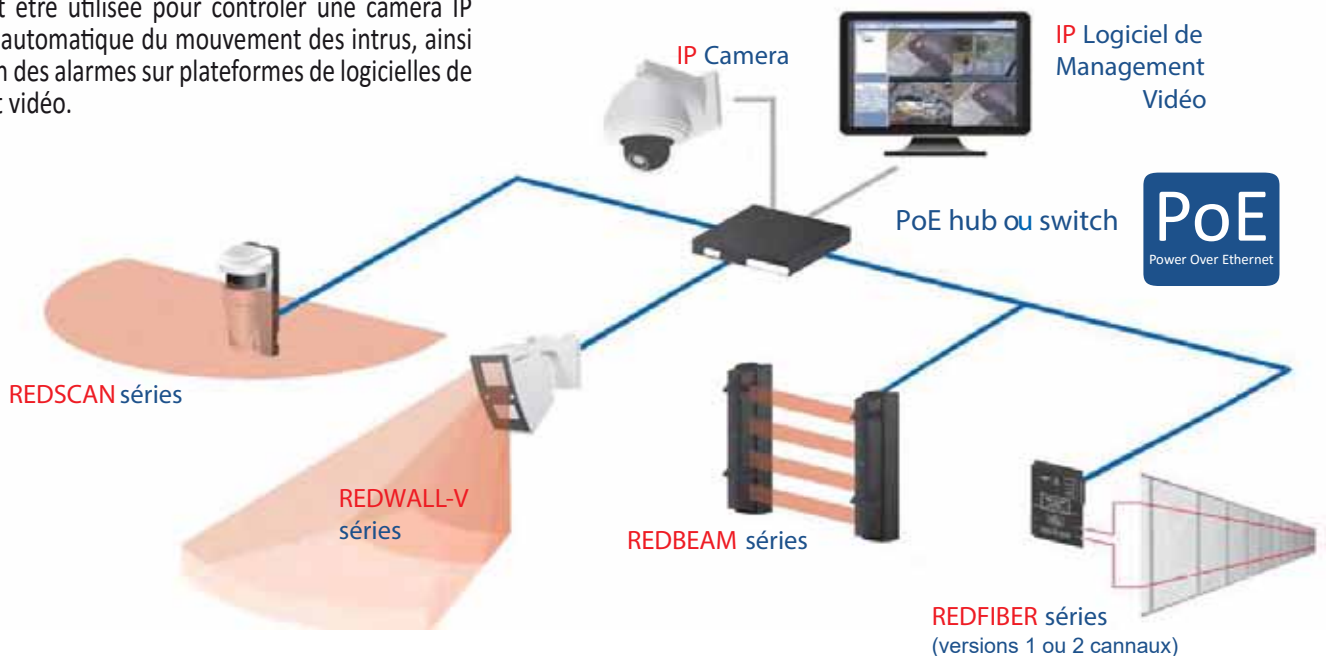 être utilisée pour contrôler une caméra IP
automatique du mouvement des intrus, ainsi
des alarmes sur plateformes de logicielles de
vidéo.
IP Camera
IP Logiciel de
Management
Vidéo
PoE hub ou switch
PoE
Power Over Ethernet
REDSCAN séries
REDWALL-V
séries
REDBEAM séries
REDFIBER séries
(versions 1 ou 2 cannaux)